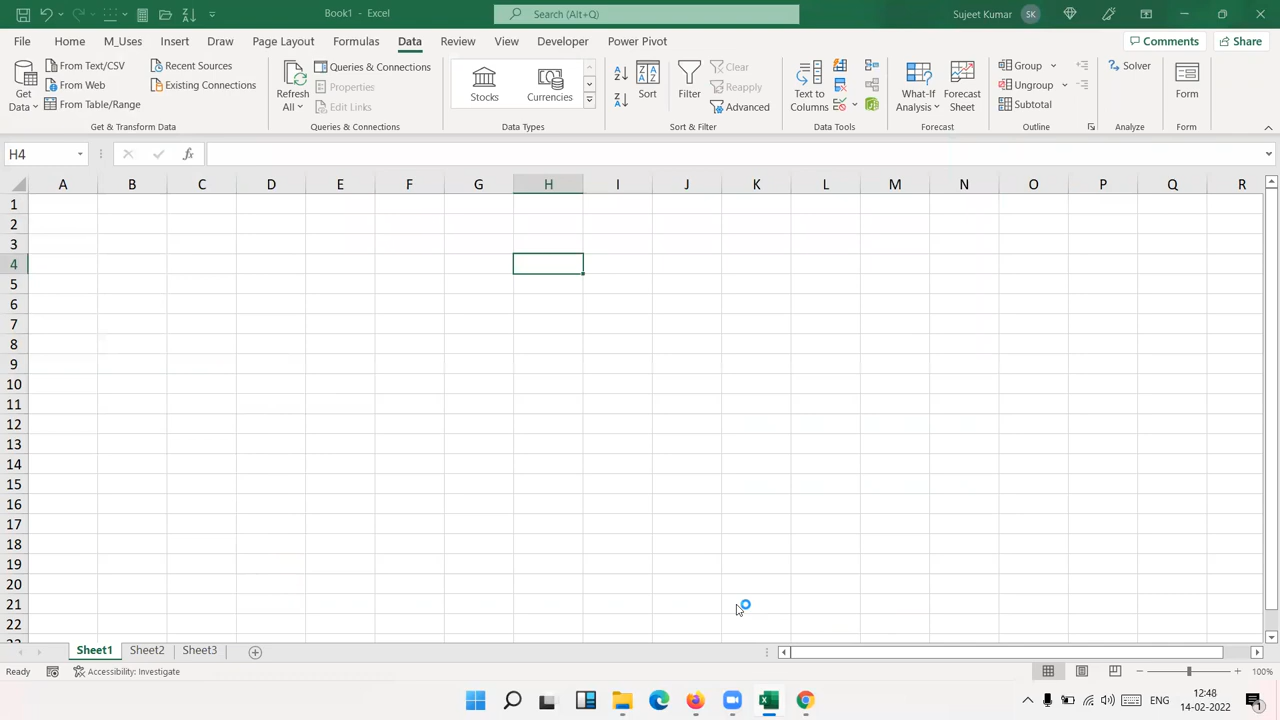 Book1 - Excel
Search (Alt+Q)
Sujeet Kumar
SK
File
Home
M_Uses
Insert
Draw
Page Layout
Formulas
Data
Review
View
Developer
Help
Power Pivot
Comments
Share
Get
Data
From Text/CSV
From Web
From Table/Range
Recent Sources
Existing Connections
Get & Transform Data
Refresh
All
Queries & Connections
Properties
Edit Links
Queries & Connections
Stocks
Currencies
Data Types
Sort
Filter
Clear
Reapply
Advanced
Sort & Filter
Text to
Columns
Data Tools
What-If
Analysis
Forecast
Sheet
Forecast
Group
Ungroup
Subtotal
Outline
Solver
Analyze
Form
Form
H4
fx
A B C D E F G H I J K L M N O P Q R
1
2
3
4
5
6
7
8
9
10
11
12
13
14
15
16
17
18
19
20
21
22
Sheet1
Sheet2
Sheet3
Ready
Accessibility: Investigate
100%
ENG
12:48
14-02-2022
1